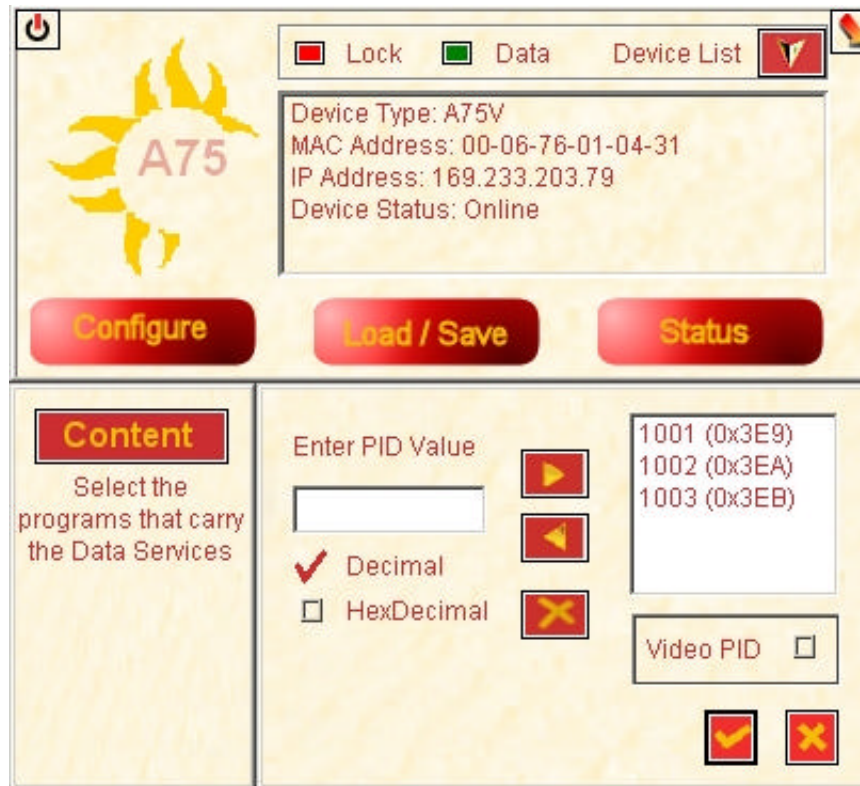 Lock Data Device List
A75
Device Type: A75V
MAC Address: 00-06-76-01-04-31
IP Address: 169.233.203.79
Device Status: Online
Configure Load / Save Status
Content
Select the
programs that carry
the Data Services
Enter PID Value
Decimal
HexDecimal
1001 (0x3E9)
1002 (0x3EA)
1003 (0x3EB)
Video PID